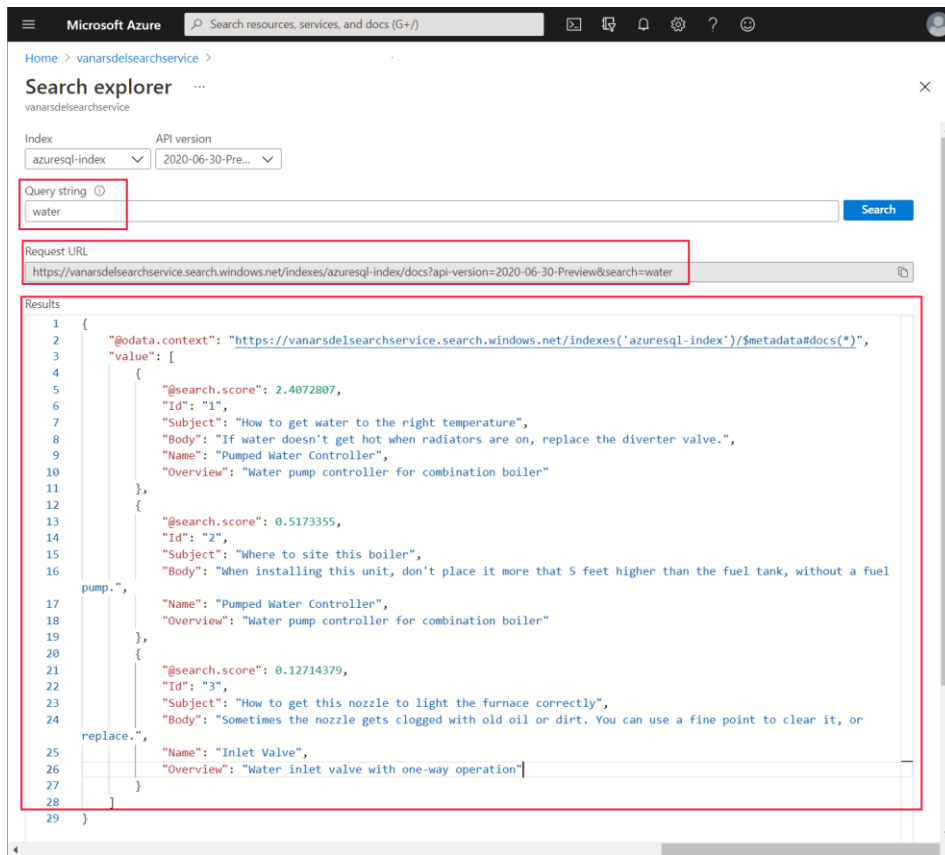 Microsoft Azure
Search resources, services, and docs (G+/)
Home > vanarsdelsearchservice >
Search explorer ...
vanarsdelsearchservice
Index API version
azuresql-index 2020-06-30-Pre...
Query string
water Search
Request URL
https://vanarsdelsearchservice.search.windows.net/indexes/azuresql-index/docs?api-version=2020-06-30-Preview&search=water
Results
1 {
2 "@odata.context": "https://vanarsdelsearchservice.search.windows.net/indexes('azuresql-index')/$metadata#docs(*)",
3 "value": [
4 {
5 "@search.score": 2.4072807,
6 "Id": "1",
7 "Subject": "How to get water to the right temperature",
8 "Body": "If water doesn't get hot when radiators are on, replace the diverter valve.",
9 "Name": "Pumped Water Controller",
10 "Overview": "Water pump controller for combination boiler"
11 },
12 {
13 "@search.score": 0.5173355,
14 "Id": "2",
15 "Subject": "Where to site this boiler",
16 "Body": "When installing this unit, don't place it more that 5 feet higher than the fuel tank, without a fuel
pump.",
17 "Name": "Pumped Water Controller",
18 "Overview": "Water pump controller for combination boiler"
19 },
20 {
21 "@search.score": 0.12714379,
22 "Id": "3",
23 "Subject": "How to get this nozzle to light the furnace correctly",
24 "Body": "Sometimes the nozzle gets clogged with old oil or dirt. You can use a fine point to clear it, or
replace.",
25 "Name": "Inlet Valve",
26 "Overview": "Water inlet valve with one-way operation"
27 }
28 ]
29 }